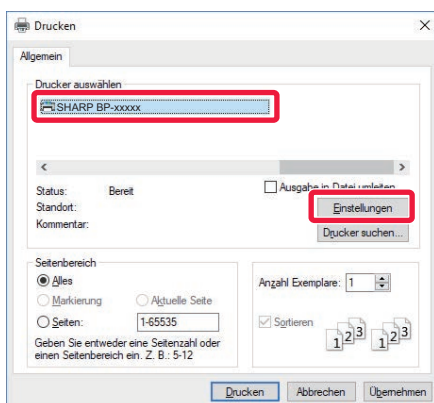 Drucken
Allgemein
Drucker auswählen
SHARP BP-xxxxx
Status: Bereit
Standort:
Kommentar:
Ausgabe in Datei umleiten
Einstellungen
Drucker suchen...
Seitenbereich
Alles
Markierung
Aktuelle Seite
Seiten: 1-65535
Geben Sie entweder eine Seitenzahl oder
einen Seitenbereich ein. Z. B.: 5-12
Anzahl Exemplare: 1
Sortieren
1 2 3 1 2 3
Drucken Abbrechen Übernehmen